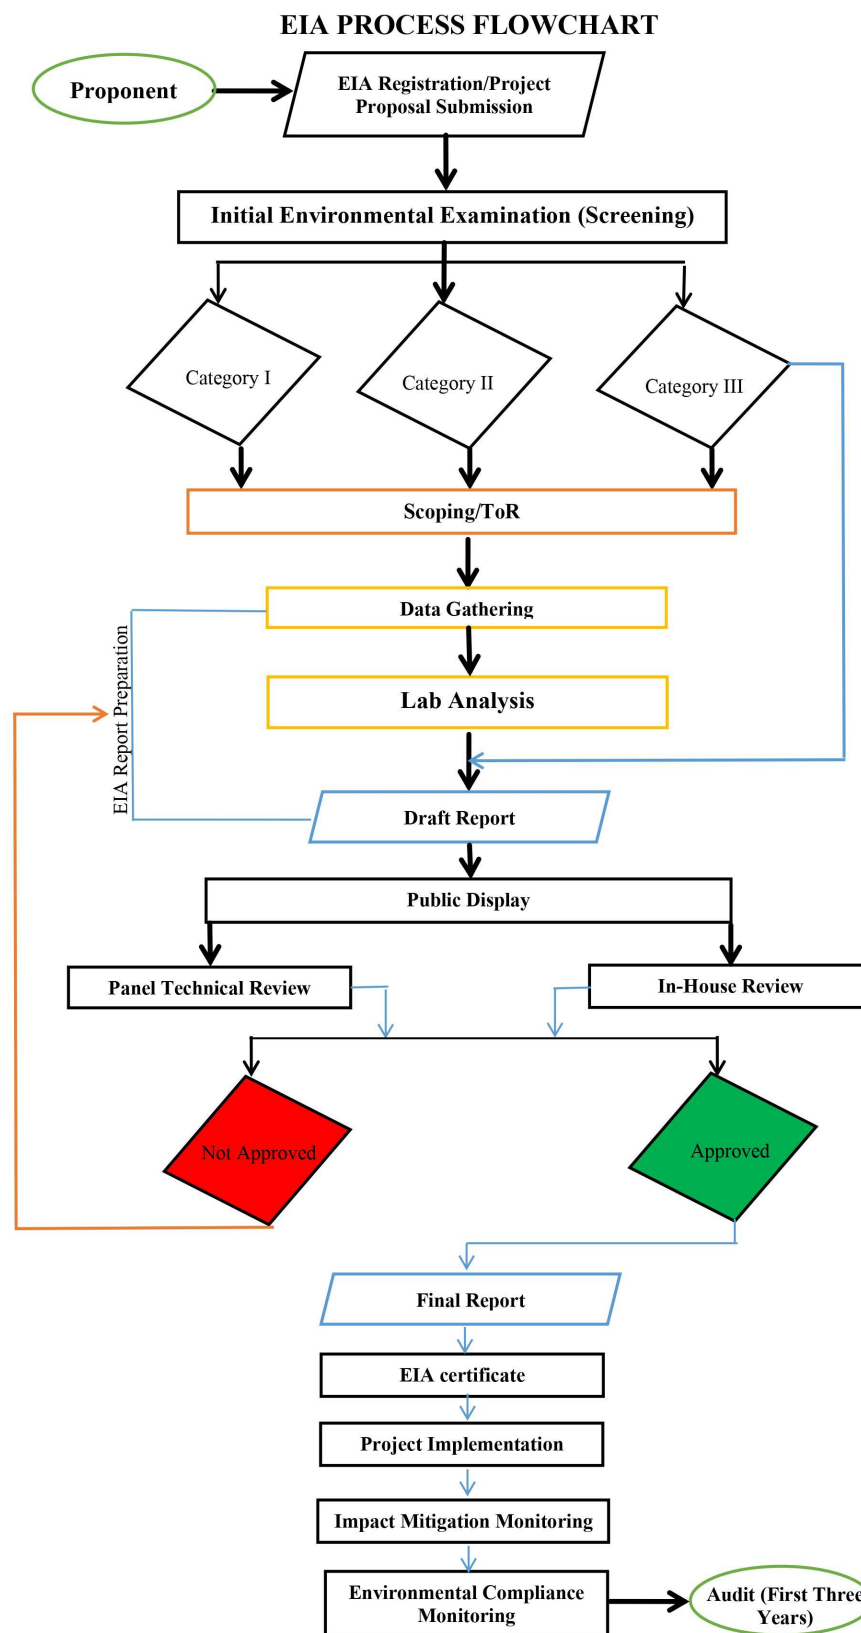 EIA PROCESS FLOWCHART
Proponent
EIA Registration/Project
Proposal Submission
Initial Environmental Examination (Screening)
Category I
Category II
Category III
Scoping/ToR
Data Gathering
EIA Report Preparation
Lab Analysis
Draft Report
Public Display
Panel Technical Review
In-House Review
Not Approved
Approved
Final Report
EIA certificate
Project Implementation
Impact Mitigation Monitoring
Environmental Compliance
Monitoring
Audit (First Three
Years)